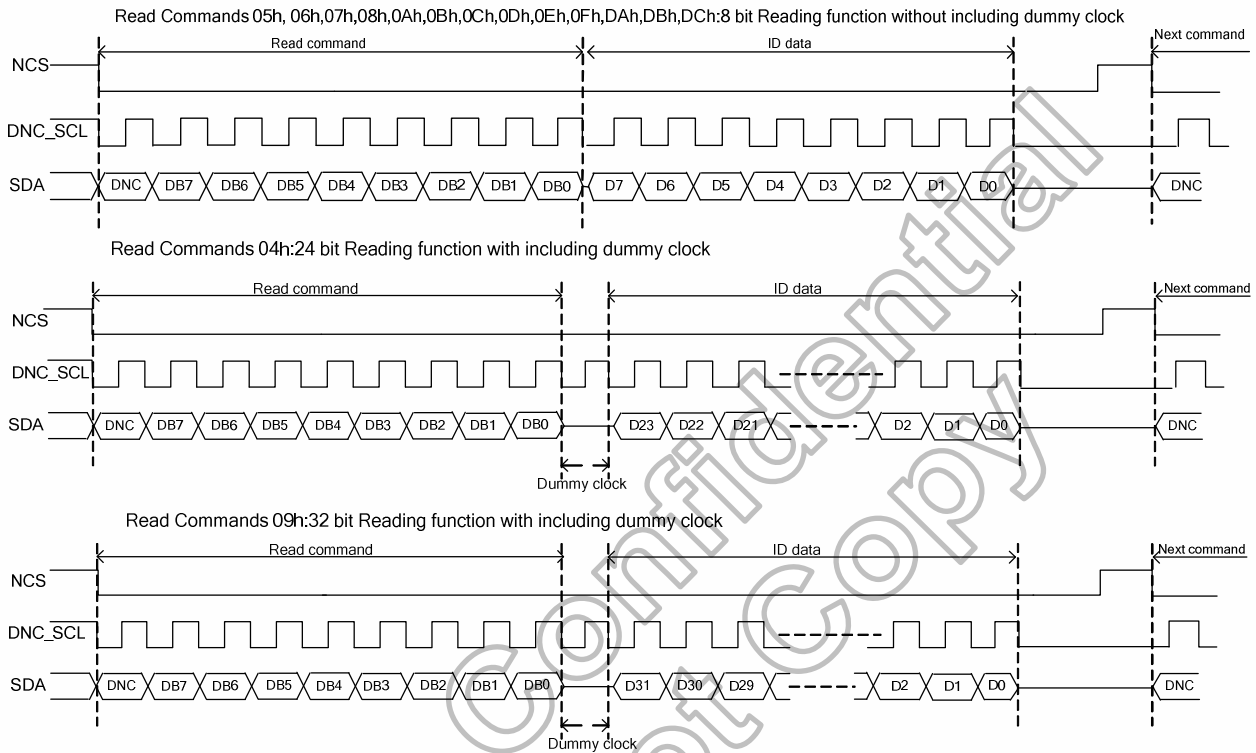 Read Commands 05h, 06h,07h,08h,0Ah,0Bh,0Ch,0Dh,0Eh,0Fh,DAh,DBh,DCh:8 bit Reading function without including dummy clock
Read command ID data Next command
NCS
DNC_SCL
SDA DNC DB7 DB6 DB5 DB4 DB3 DB2 DB1 DB0 D7 D6 D5 D4 D3 D2 D1 D0 DNC
Read Commands 04h:24 bit Reading function with including dummy clock
Read command ID data Next command
NCS
DNC_SCL
SDA DNC DB7 DB6 DB5 DB4 DB3 DB2 DB1 DB0 D23 D22 D21 D2 D1 D0 DNC
Dummy clock
Read Commands 09h:32 bit Reading function with including dummy clock
Read command ID data Next command
NCS
DNC_SCL
SDA DNC DB7 DB6 DB5 DB4 DB3 DB2 DB1 DB0 D31 D30 D29 D2 D1 D0 DNC
Dummy clock
Confidential
Copy